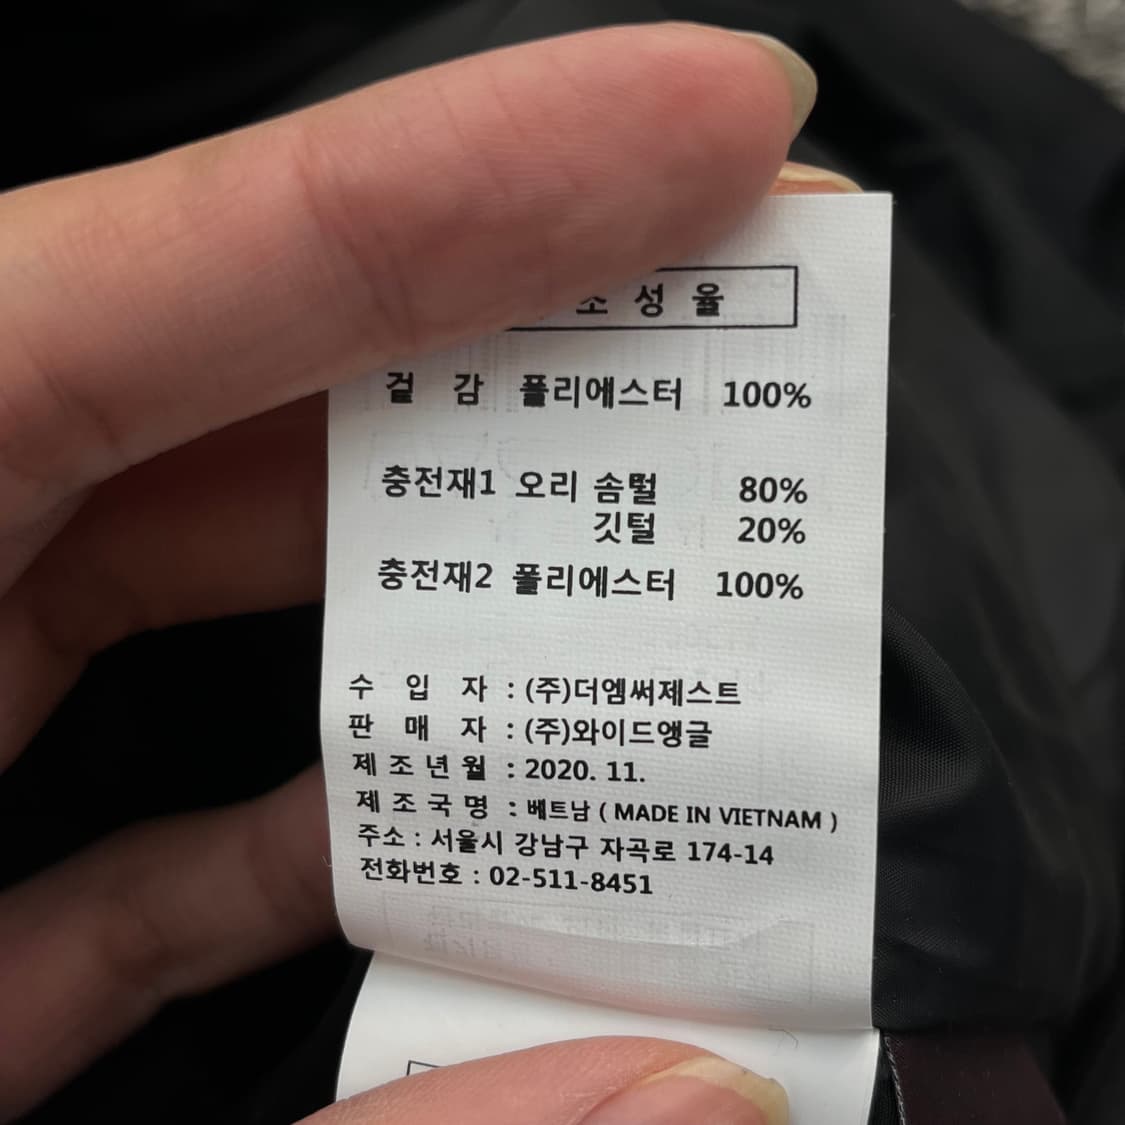 조 성 율
겉 감 폴리에스터 100%
충전재1 오리 솜털 80%
깃털 20%
충전재2 폴리에스터 100%
수 입 자 : (주)더엠써제스트
판 매 자 : (주)와이드앵글
제 조 년 월 : 2020. 11.
제 조 국 명 : 베트남 ( MADE IN VIETNAM )
주소 : 서울시 강남구 자곡로 174-14
전화번호 : 02-511-8451